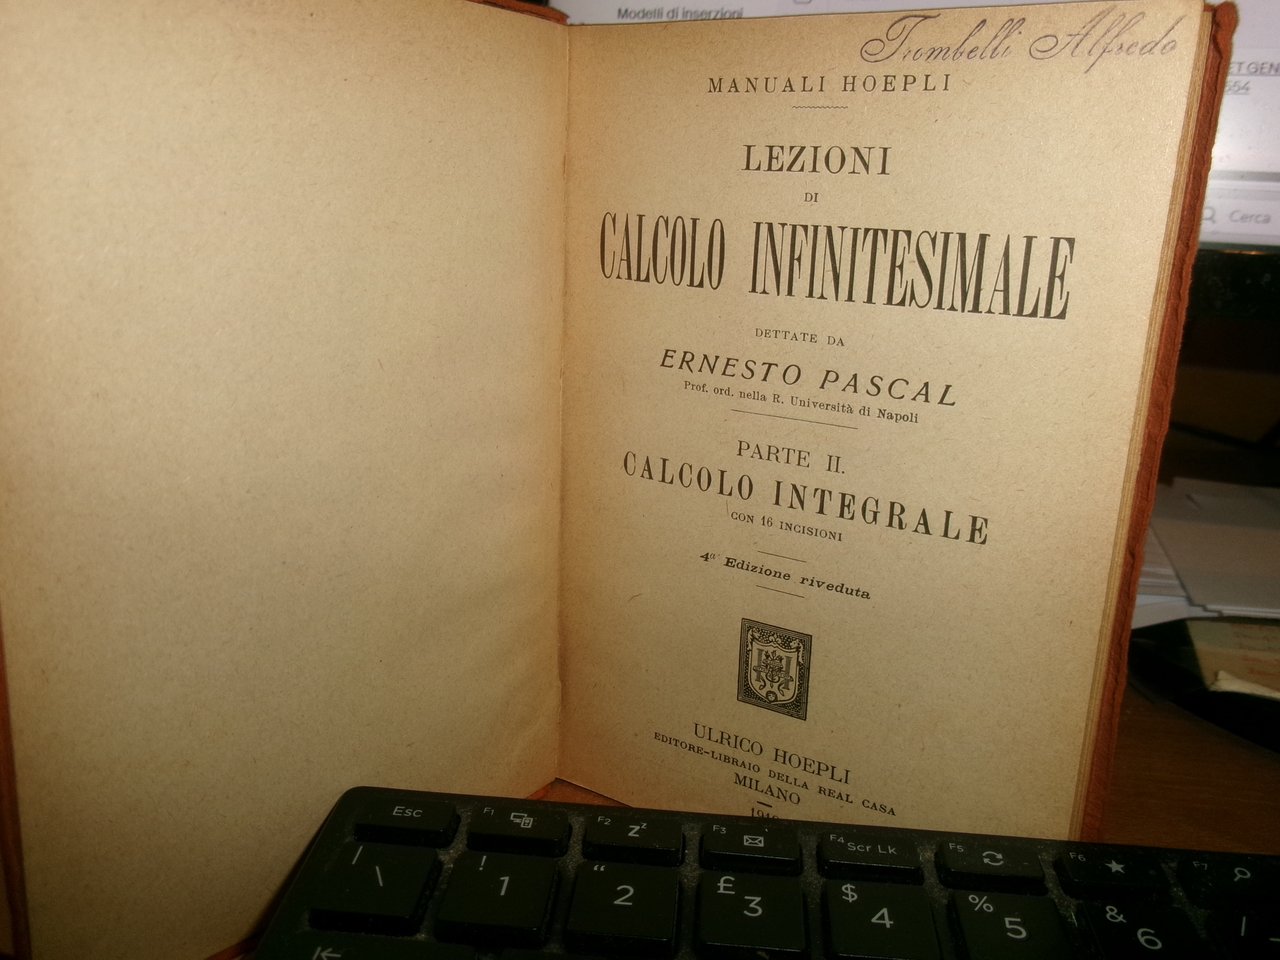 Modelli di inserzioni
Trombelli Alfredo
MANUALI HOEPLI
LEZIONI
DI
CALCOLO INFINITESIMALE
DETTATE DA
ERNESTO PASCAL
Prof. ord. nella R. Università di Napoli
PARTE II.
CALCOLO INTEGRALE
CON 16 INCISIONI
4ª Edizione riveduta
ULRICO HOEPLI
EDITORE-LIBRAIO DELLA REAL CASA
MILANO
Cerca
Esc
F1
F2 Zz
F3
F4 Scr Lk
F5
F6
F7
| \
! 1
" 2
£ 3
$ 4
% 5
& 6